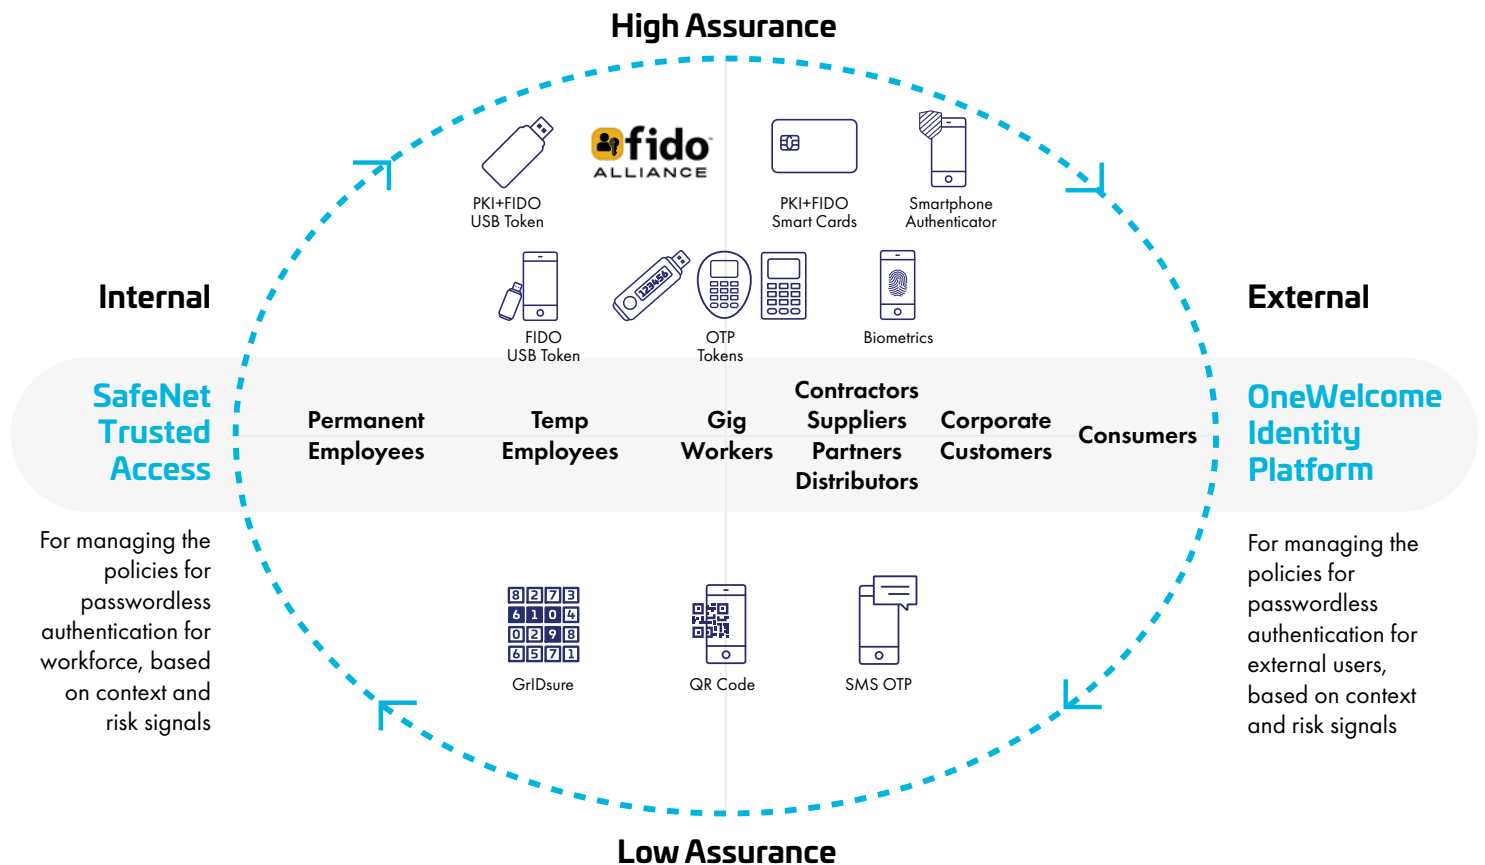 High Assurance
fido
ALLIANCE
PKI+FIDO
USB Token
PKI+FIDO
Smart Cards
Smartphone
Authenticator
123456
FIDO
USB Token
OTP
Tokens
Biometrics
Internal
External
SafeNet
Trusted
Access
Permanent
Employees
Temp
Employees
Gig
Workers
Contractors
Suppliers
Partners
Distributors
Corporate
Customers
Consumers
OneWelcome
Identity
Platform
For managing the
policies for
passwordless
authentication for
workforce, based
on context and
risk signals
8 2 7 3
6 1 0 4
0 2 9 8
6 5 7 1
GrIDsure
QR Code
SMS OTP
For managing the
policies for
passwordless
authentication for
external users,
based on context
and risk signals
Low Assurance